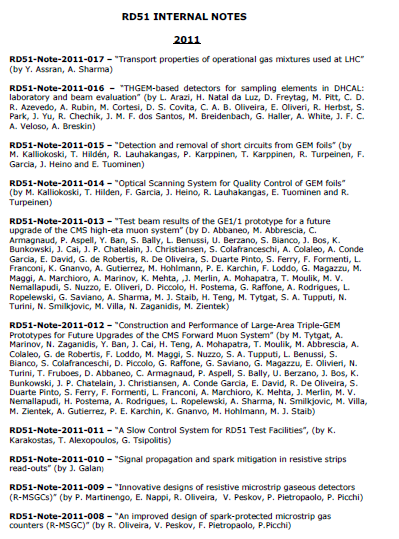 RD51 INTERNAL NOTES
2011
RD51-Note-2011-017 – “Transport properties of operational gas mixtures used at LHC”
(by Y. Assran, A. Sharma)
RD51-Note-2011-016 – “THGEM-based detectors for sampling elements in DHCAL:
laboratory and beam evaluation” (by L. Arazi, H. Natal da Luz, D. Freytag, M. Pitt, C. D.
R. Azevedo, A. Rubin, M. Cortesi, D. S. Covita, C. A. B. Oliveira, E. Oliveri, R. Herbst, S.
Park, J. Yu, R. Chechik, J. M. F. dos Santos, M. Breidenbach, G. Haller, A. White, J. F. C.
A. Veloso, A. Breskin)
RD51-Note-2011-015 – “Detection and removal of short circuits from GEM foils” (by
M. Kalliokoski, T. Hildén, R. Lauhakangas, P. Karppinen, T. Karppinen, R. Turpeinen, F.
Garcia, J. Heino and E. Tuominen)
RD51-Note-2011-014 – “Optical Scanning System for Quality Control of GEM foils”
(by M. Kalliokoski, T. Hilden, F. Garcia, J. Heino, R. Lauhakangas, E. Tuominen and R.
Turpeinen)
RD51-Note-2011-013 – “Test beam results of the GE1/1 prototype for a future
upgrade of the CMS high-eta muon system” (by D. Abbaneo, M. Abbrescia, C.
Armagnaud, P. Aspell, Y. Ban, S. Bally, L. Benussi, U. Berzano, S. Bianco, J. Bos, K.
Bunkowski, J. Cai, J. P. Chatelain, J. Christiansen, S. Colafranceschi, A. Colaleo, A. Conde
Garcia, E. David, G. de Robertis, R. De Oliveira, S. Duarte Pinto, S. Ferry, F. Formenti, L.
Franconi, K. Gnanvo, A. Gutierrez, M. Hohlmann, P. E. Karchin, F. Loddo, G. Magazzu, M.
Maggi, A. Marchioro, A. Marinov, K. Mehta, ,J. Merlin, A. Mohapatra, T. Moulik, M. V.
Nemallapudi, S. Nuzzo, E. Oliveri, D. Piccolo, H. Postema, G. Raffone, A. Rodrigues, L.
Ropelewski, G. Saviano, A. Sharma, M. J. Staib, H. Teng, M. Tytgat, S. A. Tupputi, N.
Turini, N. Smilkjovic, M. Villa, N. Zaganidis, M. Zientek)
RD51-Note-2011-012 – “Construction and Performance of Large-Area Triple-GEM
Prototypes for Future Upgrades of the CMS Forward Muon System” (by M. Tytgat, A.
Marinov, N. Zaganidis, Y. Ban, J. Cai, H. Teng, A. Mohapatra, T. Moulik, M. Abbrescia, A.
Colaleo, G. de Robertis, F. Loddo, M. Maggi, S. Nuzzo, S. A. Tupputi, L. Benussi, S.
Bianco, S. Colafranceschi, D. Piccolo, G. Raffone, G. Saviano, G. Magazzu, E. Olivieri, N.
Turini, T. Fruboes, D. Abbaneo, C. Armagnaud, P. Aspell, S. Bally, U. Berzano, J. Bos, K.
Bunkowski, J. P. Chatelain, J. Christiansen, A. Conde Garcia, E. David, R. De Oliveira, S.
Duarte Pinto, S. Ferry, F. Formenti, L. Franconi, A. Marchioro, K. Mehta, J. Merlin, M. V.
Nemallapudi, H. Postema, A. Rodrigues, L. Ropelewski, A. Sharma, N. Smilkjovic, M. Villa,
M. Zientek, A. Gutierrez, P. E. Karchin, K. Gnanvo, M. Hohlmann, M. J. Staib)
RD51-Note-2011-011 – “A Slow Control System for RD51 Test Facilities”, (by K.
Karakostas, T. Alexopoulos, G. Tsipolitis)
RD51-Note-2011-010 – “Signal propagation and spark mitigation in resistive strips
read-outs” (by J. Galan)
RD51-Note-2011-009 – “Innovative designs of resistive microstrip gaseous detectors
(R-MSGCs)” (by P. Martinengo, E. Nappi, R. Oliveira, V. Peskov, F. Pietropaolo, P. Picchi)
RD51-Note-2011-008 – “An improved design of spark-protected microstrip gas
counters (R-MSGC)” (by R. Oliveira, V. Peskov, F. Pietropaolo, P.Picchi)